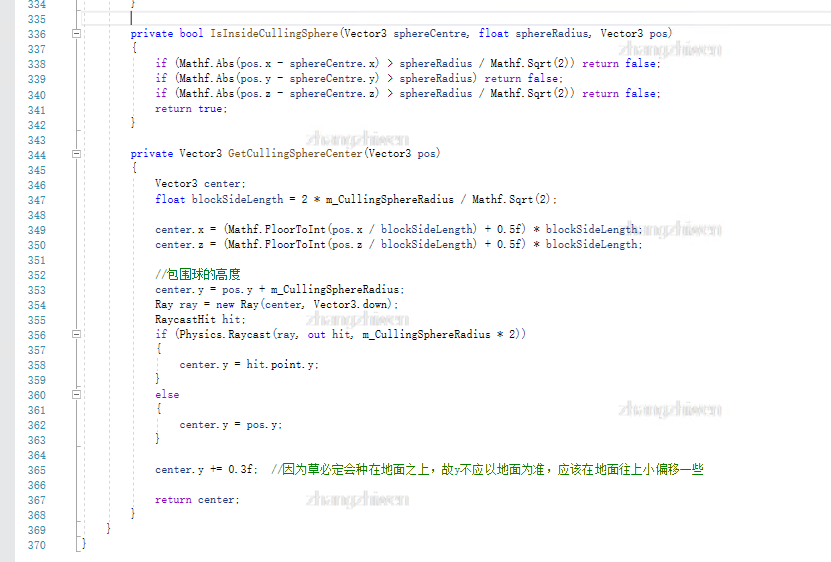 334 }
335
336 private bool IsInsideCullingSphere(Vector3 sphereCentre, float sphereRadius, Vector3 pos)
337 {
338 if (Mathf.Abs(pos.x - sphereCentre.x) > sphereRadius / Mathf.Sqrt(2)) return false;
339 if (Mathf.Abs(pos.y - sphereCentre.y) > sphereRadius) return false;
340 if (Mathf.Abs(pos.z - sphereCentre.z) > sphereRadius / Mathf.Sqrt(2)) return false;
341 return true;
342 }
343
344 private Vector3 GetCullingSphereCenter(Vector3 pos)
345 {
346 Vector3 center;
347 float blockSideLength = 2 * m_CullingSphereRadius / Mathf.Sqrt(2);
348
349 center.x = (Mathf.FloorToInt(pos.x / blockSideLength) + 0.5f) * blockSideLength;
350 center.z = (Mathf.FloorToInt(pos.z / blockSideLength) + 0.5f) * blockSideLength;
351
352 //包围球的高度
353 center.y = pos.y + m_CullingSphereRadius;
354 Ray ray = new Ray(center, Vector3.down);
355 RaycastHit hit;
356 if (Physics.Raycast(ray, out hit, m_CullingSphereRadius * 2))
357 {
358 center.y = hit.point.y;
359 }
360 else
361 {
362 center.y = pos.y;
363 }
364
365 center.y += 0.3f; //因为草必定会种在地面之上，故y不应以地面为准，应该在地面往上小偏移一些
366
367 return center;
368 }
369 }
370 }
zhangzhiwen
zhangzhiwen
zhangzhiwen
zhangzhiwen
zhangzhiwen
zhangzhiwen